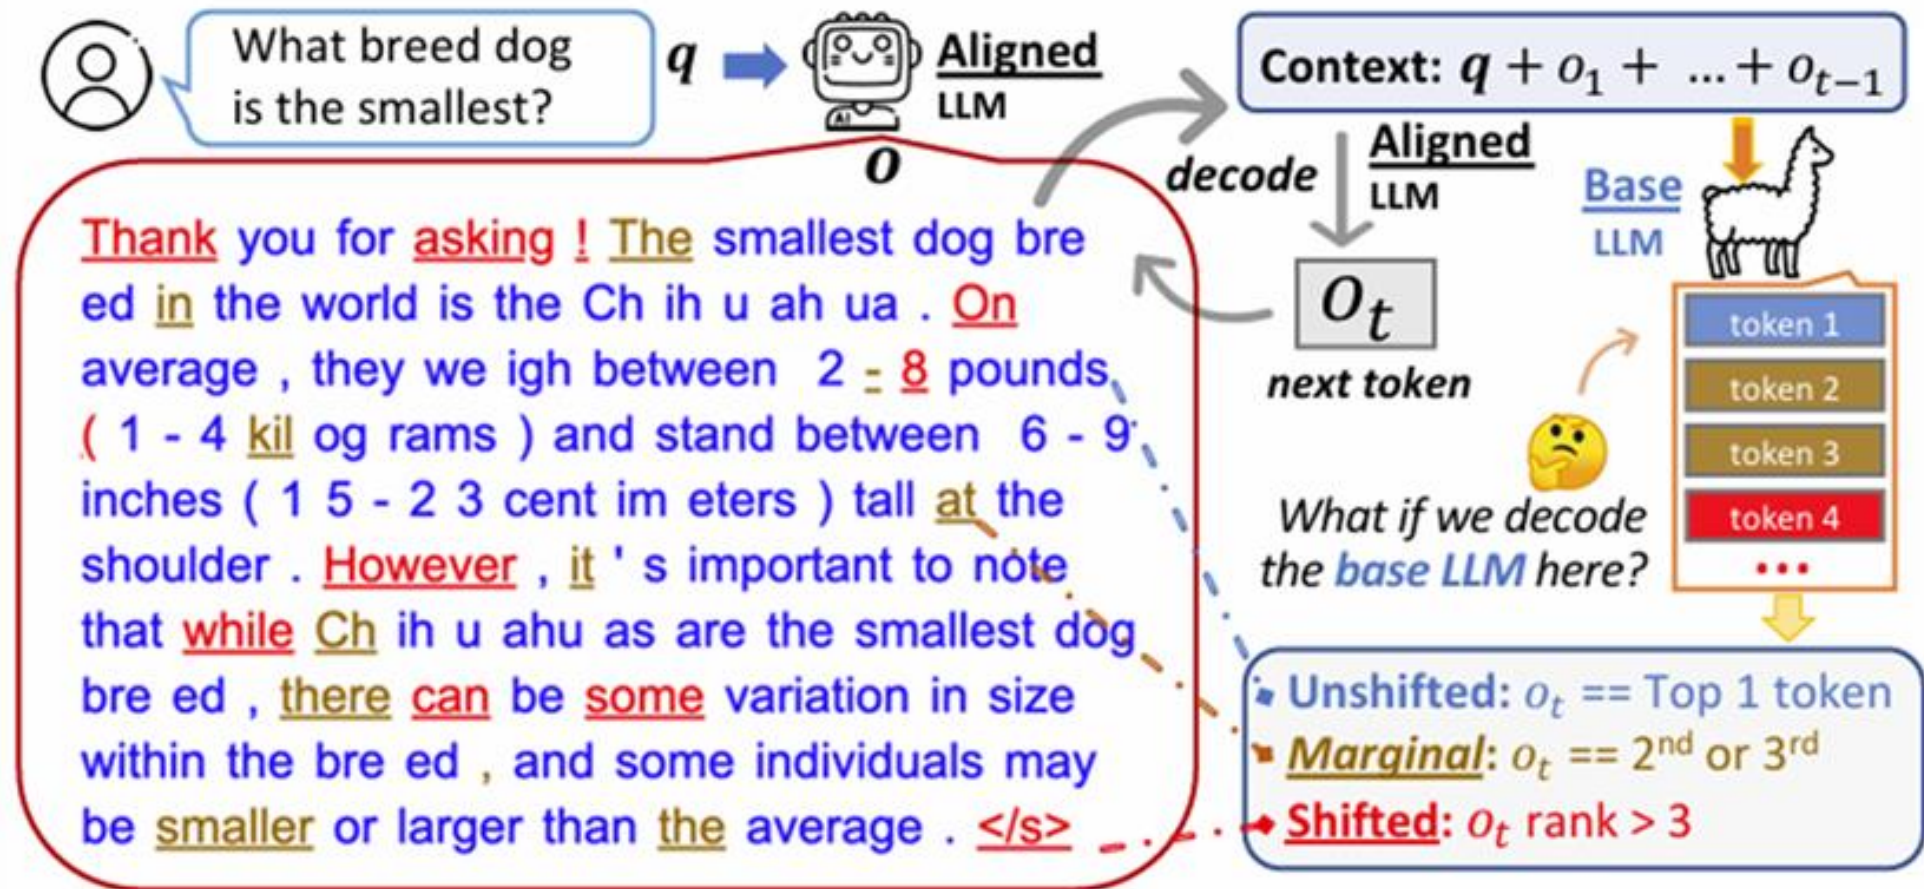 What breed dog
is the smallest?
q
Aligned
LLM
AI
o
Thank you for asking ! The smallest dog bre
ed in the world is the Ch ih u ah ua . On
average , they we igh between 2 - 8 pounds
( 1 - 4 kil og rams ) and stand between 6 - 9
inches ( 1 5 - 2 3 cent im eters ) tall at the
shoulder . However , it ' s important to note
that while Ch ih u ahu as are the smallest dog
bre ed , there can be some variation in size
within the bre ed , and some individuals may
be smaller or larger than the average . </s>
Context: q + o₁ + ... + oₜ₋₁
decode
Aligned
LLM
oₜ
next token
Base
LLM
token 1
token 2
token 3
token 4
...
What if we decode
the base LLM here?
Unshifted: oₜ == Top 1 token
Marginal: oₜ == 2nd or 3rd
Shifted: oₜ rank > 3